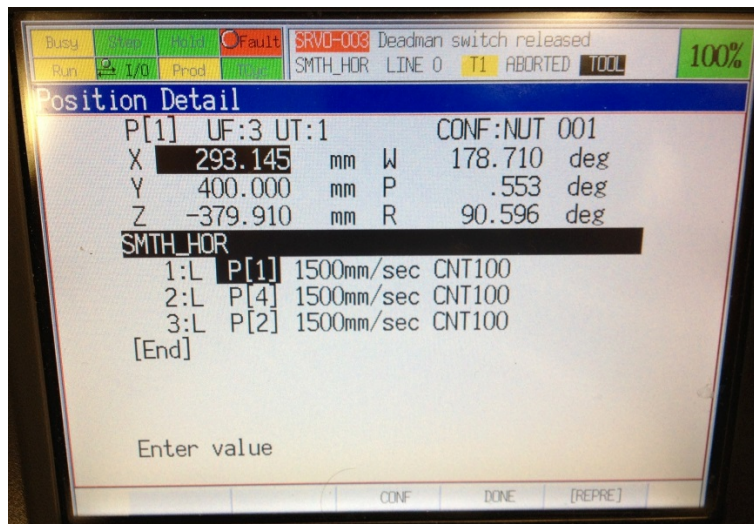 Busy Step Hold Fault SRVO-003 Deadman switch released
Run I/O Prod SMTH_HOR LINE 0 T1 ABORTED TOOL 100%
Position Detail
P[1] UF:3 UT:1 CONF:NUT 001
X 293.145 mm W 178.710 deg
Y 400.000 mm P .553 deg
Z -379.910 mm R 90.596 deg
SMTH_HOR
1:L P[1] 1500mm/sec CNT100
2:L P[4] 1500mm/sec CNT100
3:L P[2] 1500mm/sec CNT100
[End]
Enter value
CONF DONE [REPRE]